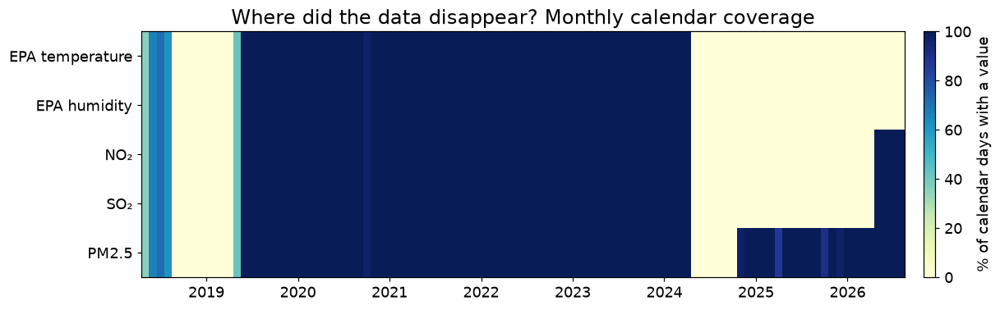 Where did the data disappear? Monthly calendar coverage
EPA temperature
EPA humidity
NO₂
SO₂
PM2.5
2019 2020 2021 2022 2023 2024 2025 2026
100
80
60
40
20
0
% of calendar days with a value